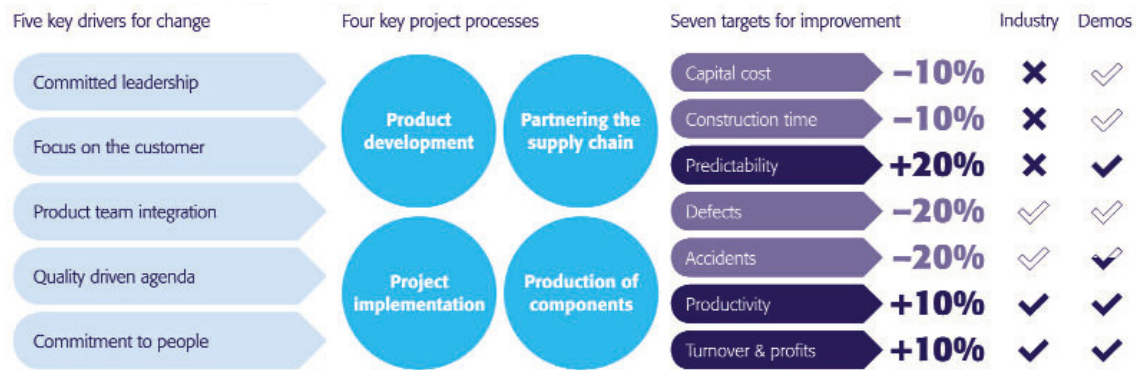 Five key drivers for change
Committed leadership
Focus on the customer
Product team integration
Quality driven agenda
Commitment to people
Four key project processes
Product
development
Partnering the
supply chain
Project
implementation
Production of
components
Seven targets for improvement
Industry
Demos
Capital cost
–10%
Construction time
–10%
Predictability
+20%
Defects
–20%
Accidents
–20%
Productivity
+10%
Turnover & profits
+10%